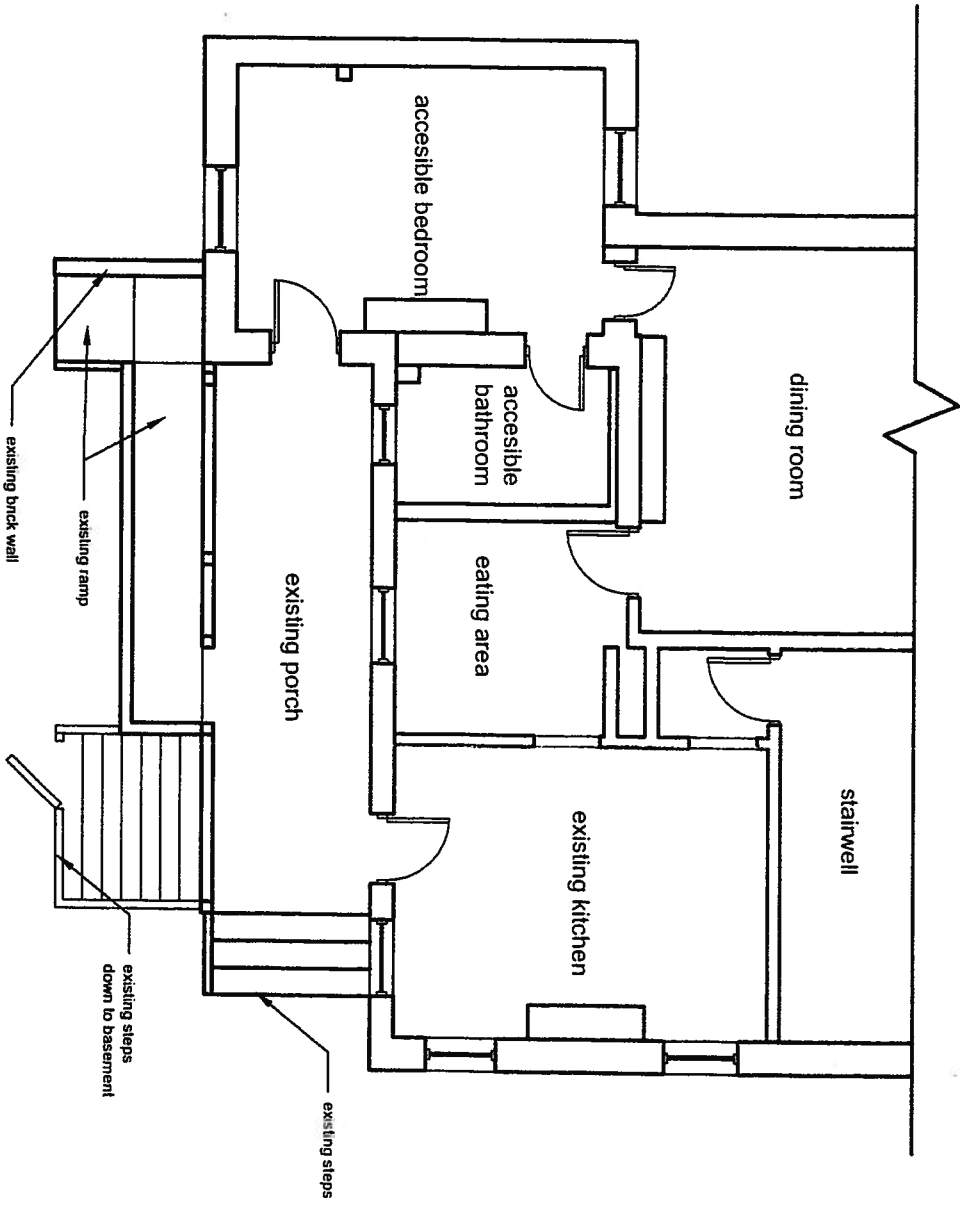 dining room
stairwell
accesible bedroom
accesible
bathroom
eating area
existing kitchen
existing porch
existing ramp
existing brick wall
existing steps
down to basement
existing steps